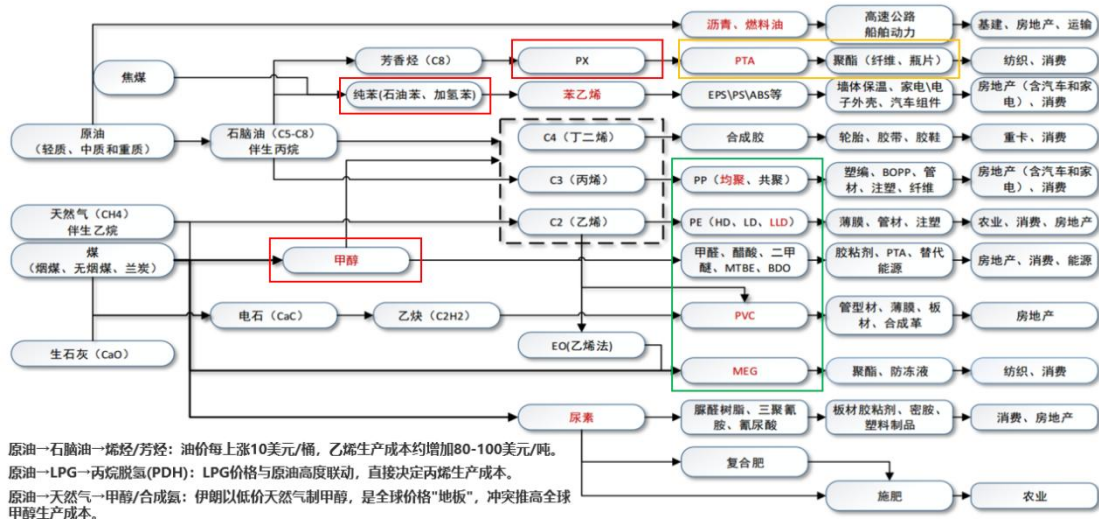 沥青、燃料油
高速公路
船舶动力
基建、房地产、运输
焦煤
芳香烃（C8）
PX
PTA
聚酯（纤维、瓶片）
纺织、消费
纯苯(石油苯、加氢苯)
苯乙烯
EPS\PS\ABS等
墙体保温、家电\电
子外壳、汽车组件
房地产（含汽车和家
电）、消费
原油
（轻质、中质和重质）
石脑油（C5-C8）
伴生丙烷
C4（丁二烯）
合成胶
轮胎、胶带、胶鞋
重卡、消费
C3（丙烯）
PP（均聚、共聚）
塑编、BOPP、管
材、注塑、纤维
房地产（含汽车和家
电）、消费
天然气（CH4）
伴生乙烷
C2（乙烯）
PE（HD、LD、LLD）
薄膜、管材、注塑
农业、消费、房地产
煤
（烟煤、无烟煤、兰炭）
甲醇
甲醛、醋酸、二甲
醚、MTBE、BDO
胶粘剂、PTA、替代
能源
房地产、消费、能源
电石（CaC）
乙炔（C2H2）
PVC
管型材、薄膜、板
材、合成革
房地产
生石灰（CaO）
EO(乙烯法)
MEG
聚酯、防冻液
纺织、消费
尿素
脲醛树脂、三聚氰
胺、氰尿酸
板材胶粘剂、密胺、
塑料制品
消费、房地产
复合肥
施肥
农业
原油→石脑油→烯烃/芳烃：油价每上涨10美元/桶，乙烯生产成本约增加80-100美元/吨。
原油→LPG→丙烷脱氢(PDH)：LPG价格与原油高度联动，直接决定丙烯生产成本。
原油→天然气→甲醇/合成氨：伊朗以低价天然气制甲醇，是全球价格"地板"，冲突推高全球
甲醇生产成本。